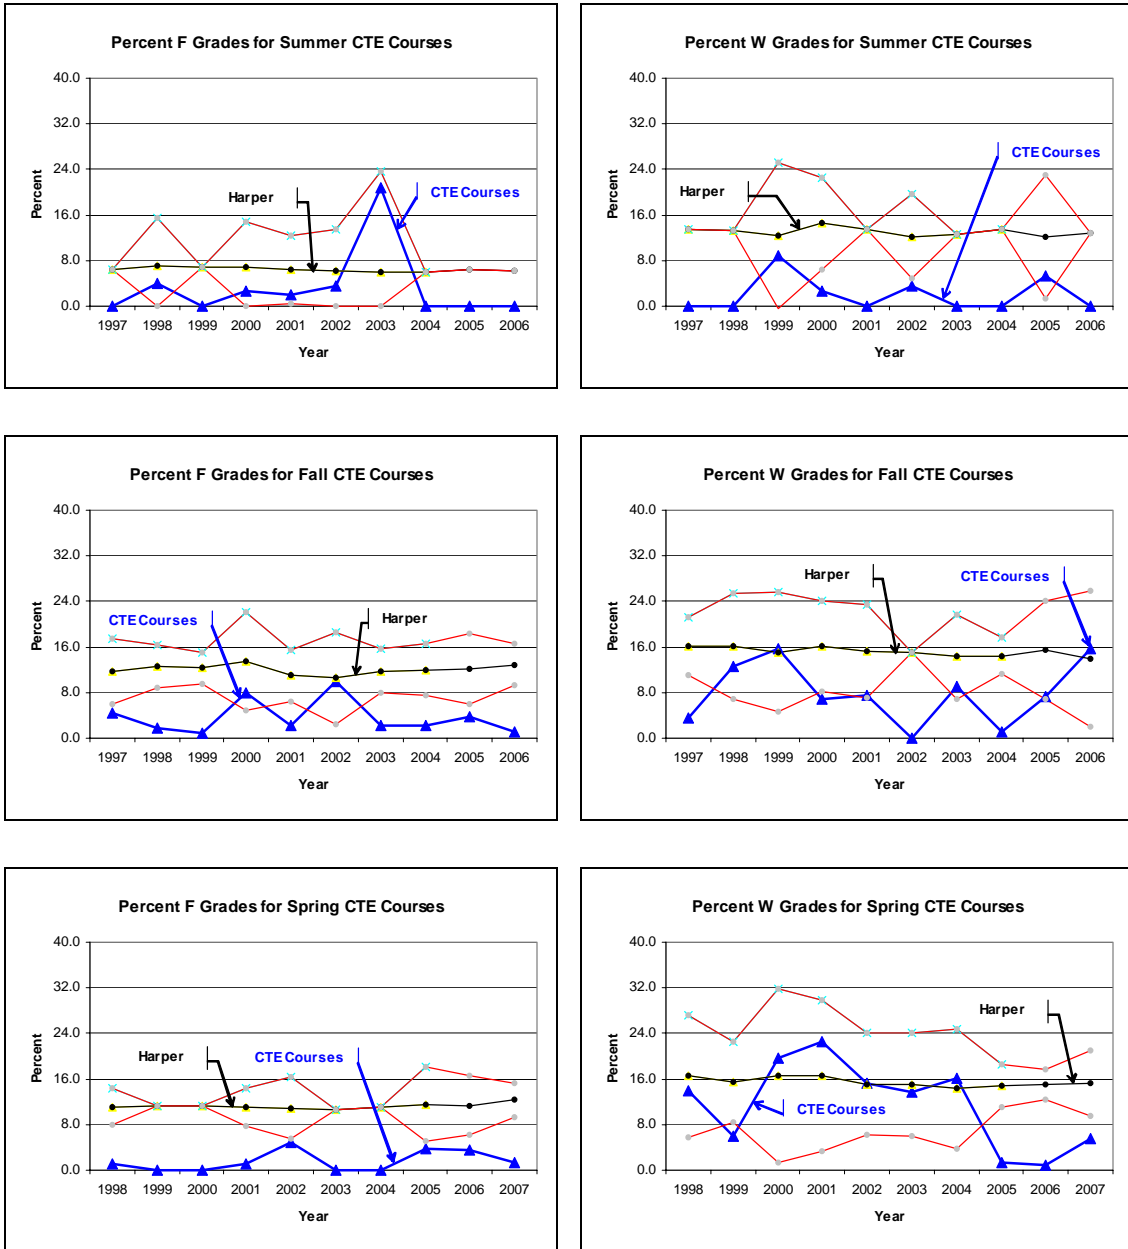 Percent F Grades for Summer CTE Courses
40.0
32.0
24.0
16.0
8.0
0.0
Percent
Harper
CTE Courses
1997 1998 1999 2000 2001 2002 2003 2004 2005 2006
Year
Percent W Grades for Summer CTE Courses
40.0
32.0
24.0
16.0
8.0
0.0
Percent
CTE Courses
Harper
1997 1998 1999 2000 2001 2002 2003 2004 2005 2006
Year
Percent F Grades for Fall CTE Courses
40.0
32.0
24.0
16.0
8.0
0.0
Percent
CTE Courses
Harper
1997 1998 1999 2000 2001 2002 2003 2004 2005 2006
Year
Percent W Grades for Fall CTE Courses
40.0
32.0
24.0
16.0
8.0
0.0
Percent
Harper
CTE Courses
1997 1998 1999 2000 2001 2002 2003 2004 2005 2006
Year
Percent F Grades for Spring CTE Courses
40.0
32.0
24.0
16.0
8.0
0.0
Percent
Harper
CTE Courses
1998 1999 2000 2001 2002 2003 2004 2005 2006 2007
Year
Percent W Grades for Spring CTE Courses
40.0
32.0
24.0
16.0
8.0
0.0
Percent
Harper
CTE Courses
1998 1999 2000 2001 2002 2003 2004 2005 2006 2007
Year